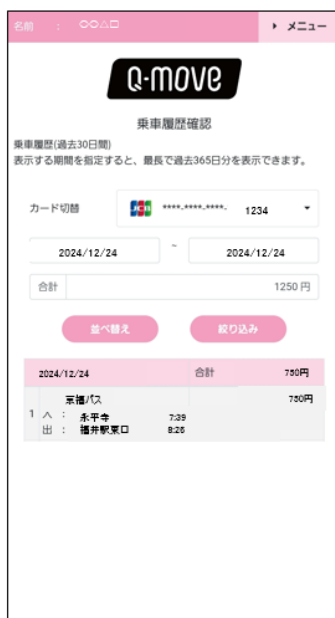 名前 : ○○△□
メニュー
Q-move
乗車履歴確認
乗車履歴(過去30日間)
表示する期間を指定すると、最長で過去365日分を表示できます。
カード切替 JCB ****-****-****- 1234
2024/12/24 ~ 2024/12/24
合計 1250 円
並べ替え 絞り込み
2024/12/24 合計 750円
京福バス 750円
1 入 : 永平寺 7:39
出 : 福井駅東口 8:26